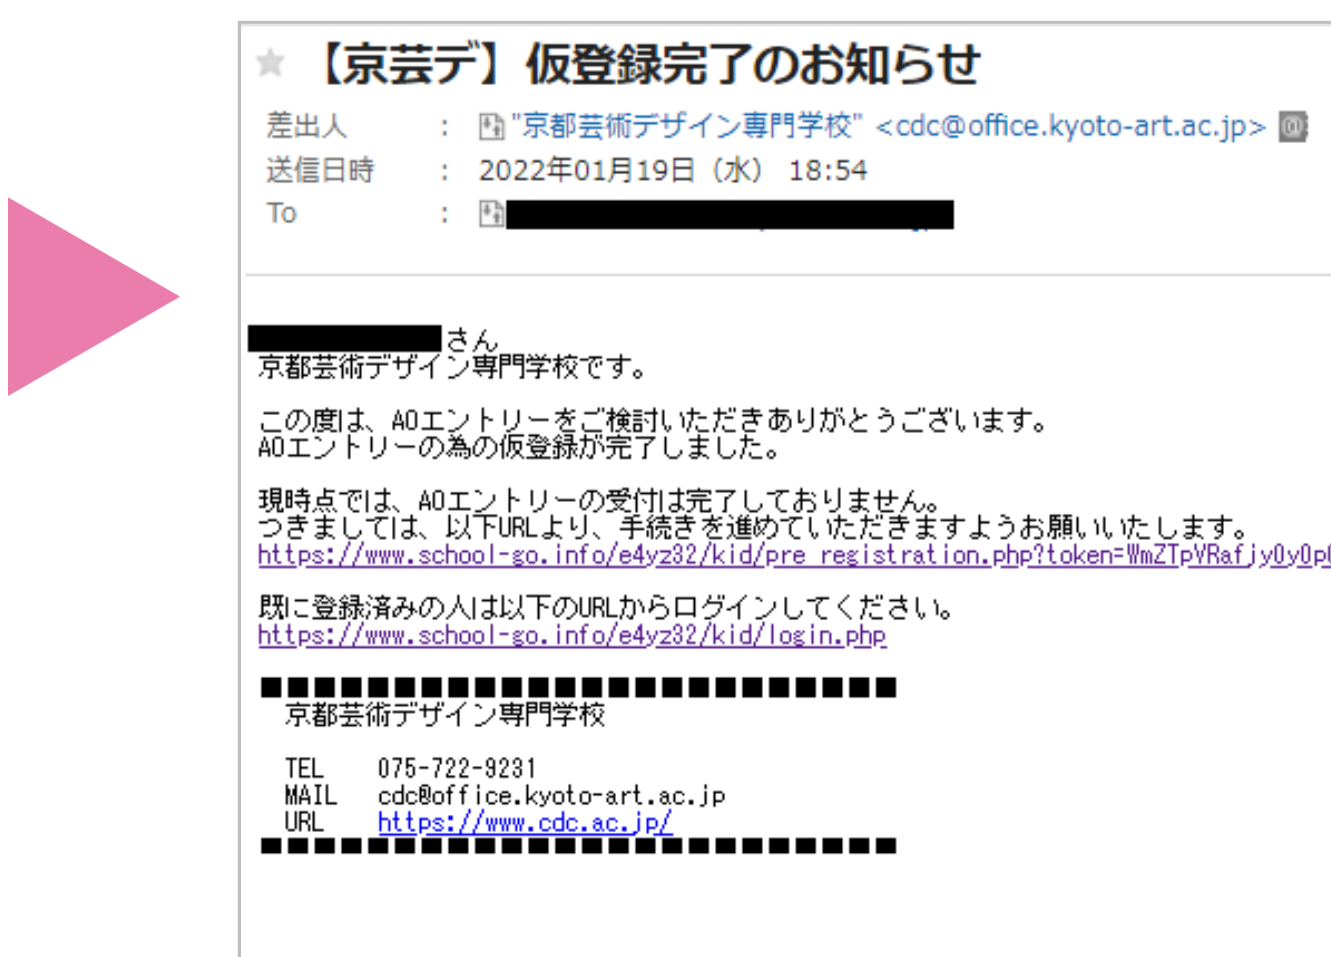 【京芸デ】仮登録完了のお知らせ
差出人 : "京都芸術デザイン専門学校" <cdc@office.kyoto-art.ac.jp>
送信日時 : 2022年01月19日（水） 18:54
To :
さん
京都芸術デザイン専門学校です。
この度は、AOエントリーをご検討いただきありがとうございます。
AOエントリーの為の仮登録が完了しました。
現時点では、AOエントリーの受付は完了しておりません。
つきましては、以下URLより、手続きを進めていただきますようお願いいたします。
https://www.school-go.info/e4yz32/kid/pre_registration.php?token=WmZTpVRafjy0y0p
既に登録済みの人は以下のURLからログインしてください。
https://www.school-go.info/e4yz32/kid/login.php
■■■■■■■■■■■■■■■■■■■■■■■■
京都芸術デザイン専門学校
TEL 075-722-9231
MAIL cdc@office.kyoto-art.ac.jp
URL https://www.cdc.ac.jp/
■■■■■■■■■■■■■■■■■■■■■■■■